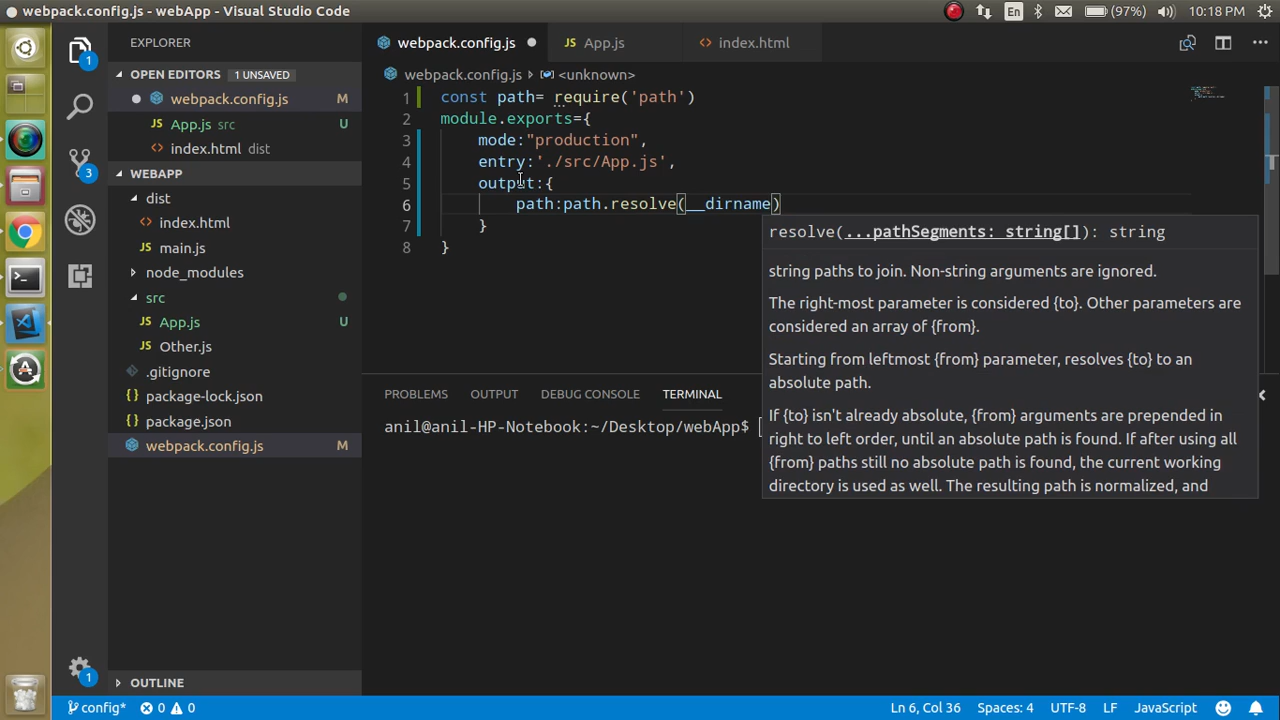 webpack.config.js - webApp - Visual Studio Code
En
(97%)
10:18 PM
EXPLORER
OPEN EDITORS
1 UNSAVED
webpack.config.js M
App.js src U
index.html dist
WEBAPP
dist
index.html
main.js
node_modules
src
App.js U
Other.js
.gitignore
package-lock.json
package.json
webpack.config.js M
OUTLINE
1
3
1
webpack.config.js
App.js
index.html
webpack.config.js
<unknown>
1 const path= require('path')
2 module.exports={
3 mode:"production",
4 entry:'./src/App.js',
5 output:{
6 path:path.resolve(__dirname)
7 }
8 }
resolve(...pathSegments: string[]): string
string paths to join. Non-string arguments are ignored.
The right-most parameter is considered {to}. Other parameters are
considered an array of {from}.
Starting from leftmost {from} parameter, resolves {to} to an
absolute path.
If {to} isn't already absolute, {from} arguments are prepended in
right to left order, until an absolute path is found. If after using all
{from} paths still no absolute path is found, the current working
directory is used as well. The resulting path is normalized, and
PROBLEMS
OUTPUT
DEBUG CONSOLE
TERMINAL
anil@anil-HP-Notebook:~/Desktop/webApp$
config*
0
0
Ln 6, Col 36
Spaces: 4
UTF-8
LF
JavaScript